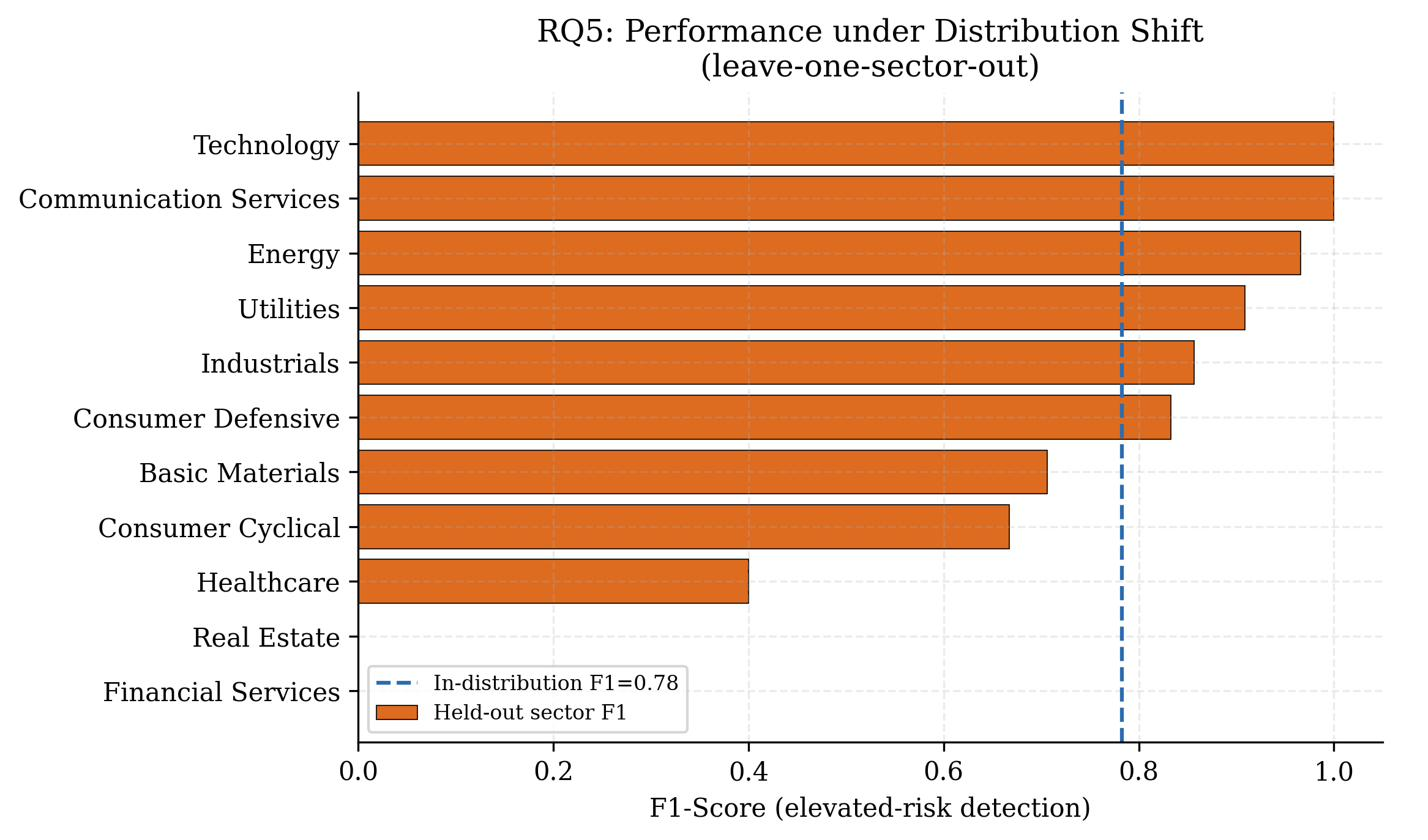 RQ5: Performance under Distribution Shift
(leave-one-sector-out)
Technology
Communication Services
Energy
Utilities
Industrials
Consumer Defensive
Basic Materials
Consumer Cyclical
Healthcare
Real Estate
Financial Services
In-distribution F1=0.78
Held-out sector F1
0.0 0.2 0.4 0.6 0.8 1.0
F1-Score (elevated-risk detection)